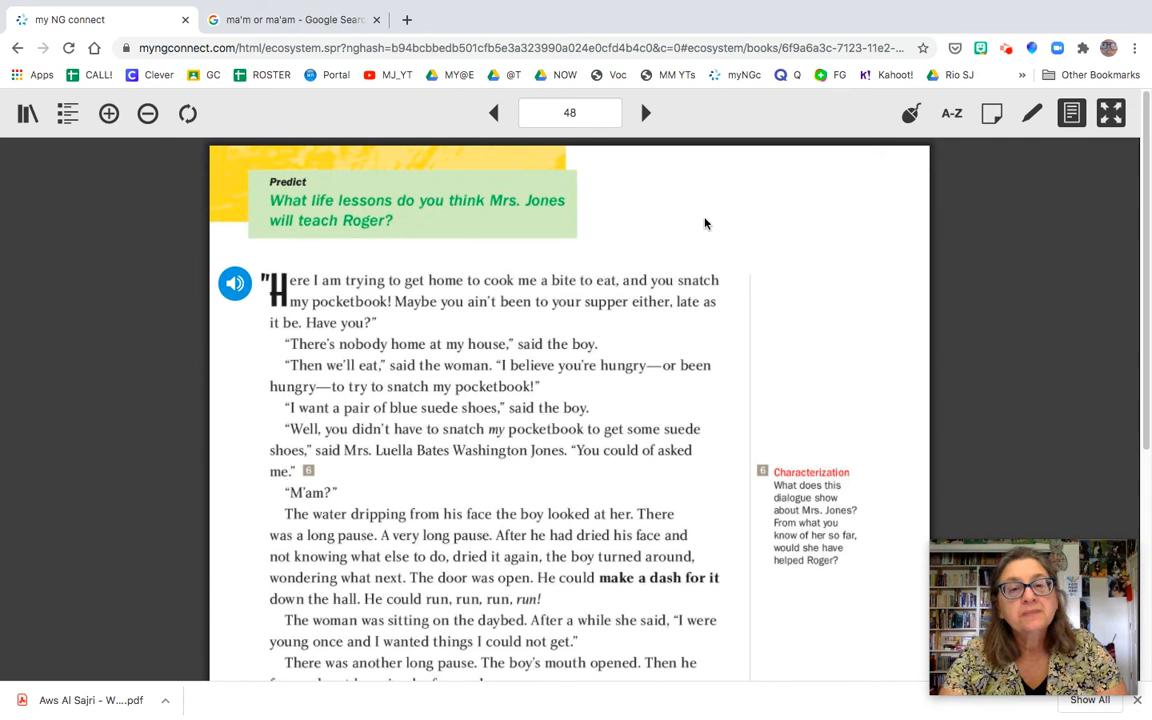 my NG connect
ma'm or ma'am - Google Searc
myngconnect.com/html/ecosystem.spr?nghash=b94bcbbedb501cfb5e3a323990a024e0cfd4b4c0&c=0#ecosystem/books/6f9a6a3c-7123-11e2-...
Apps CALL! Clever GC ROSTER Portal MJ_YT MY@E @T NOW Voc MM YTs myNGc Q FG Kahoot! Rio SJ » Other Bookmarks
48
A-Z
Predict
What life lessons do you think Mrs. Jones
will teach Roger?
"Here I am trying to get home to cook me a bite to eat, and you snatch
my pocketbook! Maybe you ain't been to your supper either, late as
it be. Have you?"
"There's nobody home at my house," said the boy.
"Then we'll eat," said the woman. "I believe you're hungry—or been
hungry—to try to snatch my pocketbook!"
"I want a pair of blue suede shoes," said the boy.
"Well, you didn't have to snatch my pocketbook to get some suede
shoes," said Mrs. Luella Bates Washington Jones. "You could of asked
me." 6
"M'am?"
The water dripping from his face the boy looked at her. There
was a long pause. A very long pause. After he had dried his face and
not knowing what else to do, dried it again, the boy turned around,
wondering what next. The door was open. He could make a dash for it
down the hall. He could run, run, run, run!
The woman was sitting on the daybed. After a while she said, "I were
young once and I wanted things I could not get."
There was another long pause. The boy's mouth opened. Then he
6 Characterization
What does this
dialogue show
about Mrs. Jones?
From what you
know of her so far,
would she have
helped Roger?
Aws Al Sajri - W....pdf
Show All